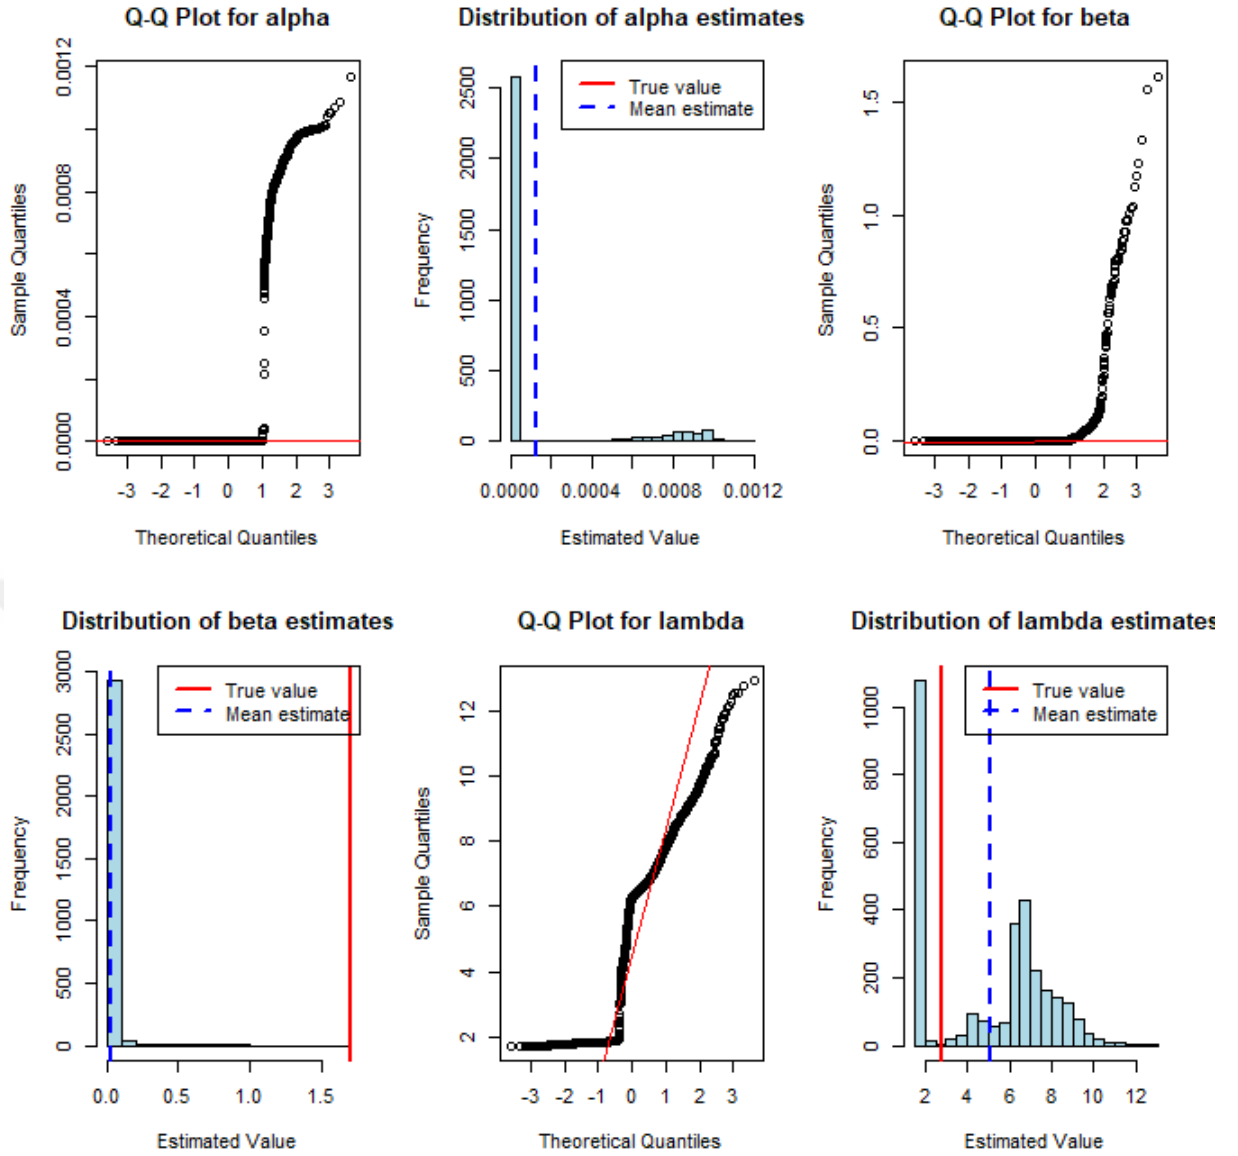 Q-Q Plot for alpha
Sample Quantiles
0.0000 0.0004 0.0008 0.0012
-3 -2 -1 0 1 2 3
Theoretical Quantiles
Distribution of alpha estimates
True value
Mean estimate
Frequency
0 500 1000 1500 2000 2500
0.0000 0.0004 0.0008 0.0012
Estimated Value
Q-Q Plot for beta
Sample Quantiles
0.0 0.5 1.0 1.5
-3 -2 -1 0 1 2 3
Theoretical Quantiles
Distribution of beta estimates
True value
Mean estimate
Frequency
0 500 1000 1500 2000 2500 3000
0.0 0.5 1.0 1.5
Estimated Value
Q-Q Plot for lambda
Sample Quantiles
2 4 6 8 10 12
-3 -2 -1 0 1 2 3
Theoretical Quantiles
Distribution of lambda estimates
True value
Mean estimate
Frequency
0 200 400 600 800 1000
2 4 6 8 10 12
Estimated Value